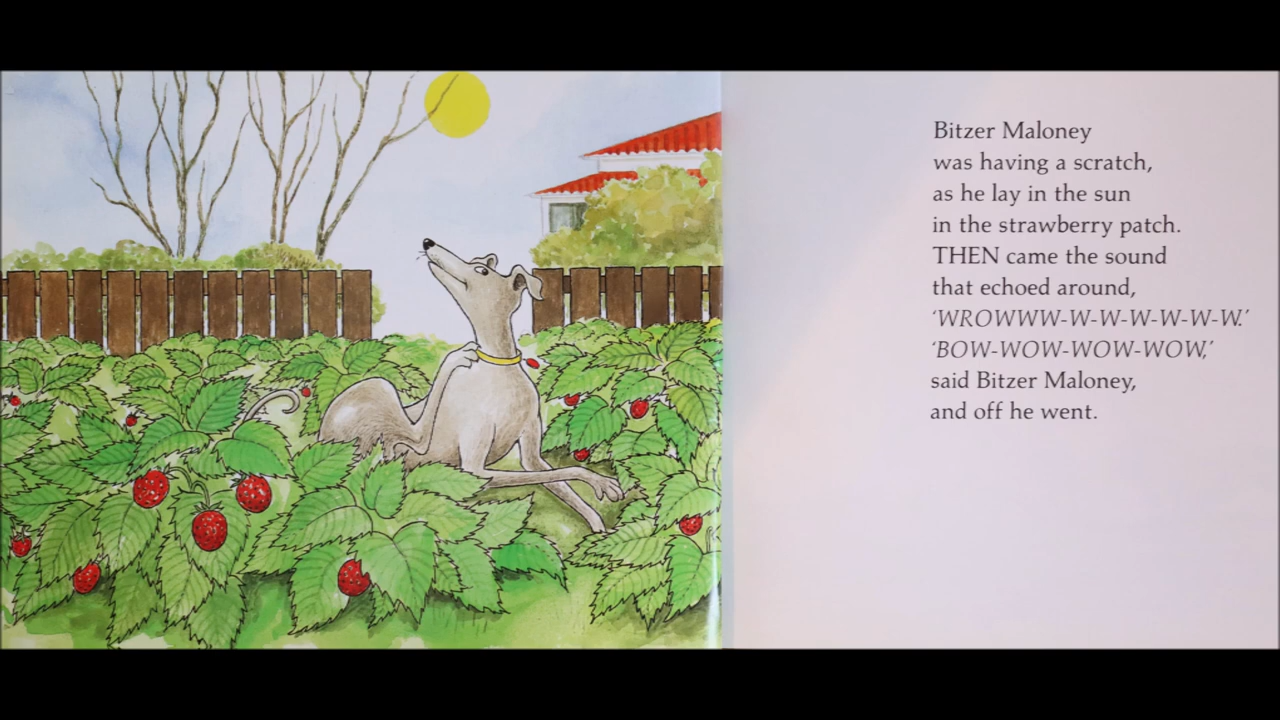 Bitzer Maloney
was having a scratch,
as he lay in the sun
in the strawberry patch.
THEN came the sound
that echoed around,
‘WROWWW-W-W-W-W-W-W.’
‘BOW-WOW-WOW-WOW,’
said Bitzer Maloney,
and off he went.